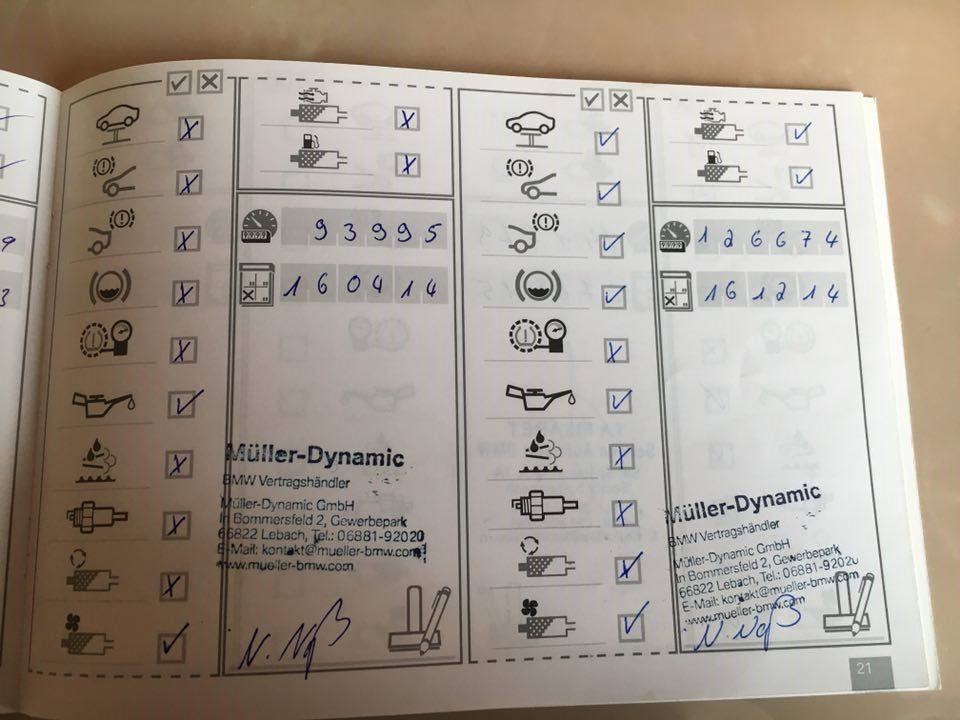 93995
160414
Müller-Dynamic
BMW Vertragshändler
Müller-Dynamic GmbH
In Bommersfeld 2, Gewerbepark
66822 Lebach, Tel.: 06881-92020
E-Mail: kontakt@mueller-bmw.com
www.mueller-bmw.com
126674
161214
Müller-Dynamic
BMW Vertragshändler
Müller-Dynamic GmbH
In Bommersfeld 2, Gewerbepark
66822 Lebach, Tel.: 06881-92020
E-Mail: kontakt@mueller-bmw.com
www.mueller-bmw.com
21